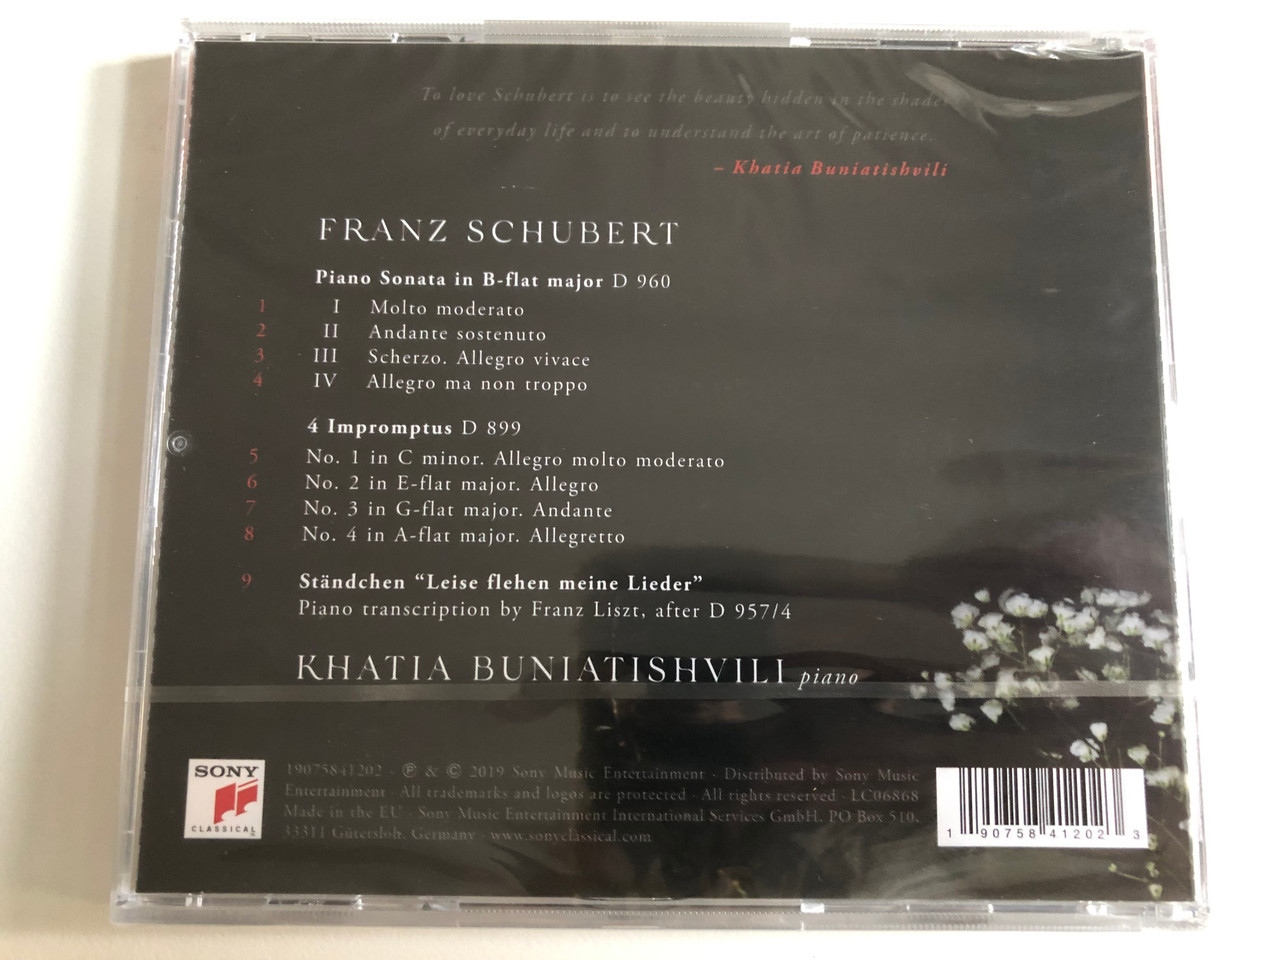 To love Schubert is to see the beauty hidden in the shades
of everyday life and to understand the art of patience.
– Khatia Buniatishvili
FRANZ SCHUBERT
Piano Sonata in B-flat major D 960
1 I Molto moderato
2 II Andante sostenuto
3 III Scherzo. Allegro vivace
4 IV Allegro ma non troppo
4 Impromptus D 899
5 No. 1 in C minor. Allegro molto moderato
6 No. 2 in E-flat major. Allegro
7 No. 3 in G-flat major. Andante
8 No. 4 in A-flat major. Allegretto
9 Ständchen “Leise flehen meine Lieder”
Piano transcription by Franz Liszt, after D 957/4
KHATIA BUNIATISHVILI piano
SONY
CLASSICAL
19075841202 · ℗ & © 2019 Sony Music Entertainment · Distributed by Sony Music
Entertainment · All trademarks and logos are protected · All rights reserved · LC06868
Made in the EU · Sony Music Entertainment International Services GmbH, PO Box 510,
33311 Gütersloh, Germany · www.sonyclassical.com
1 90758 41202 3